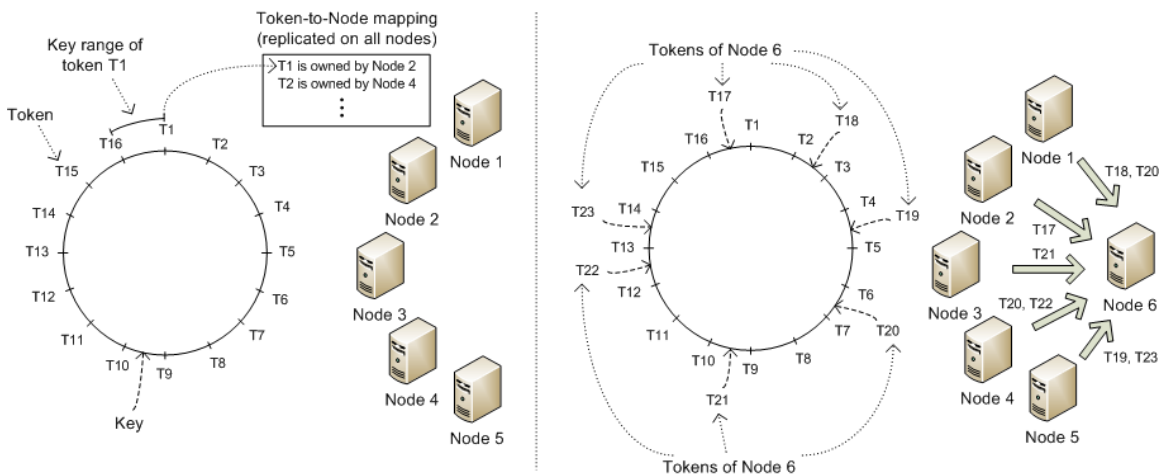 Token-to-Node mapping
(replicated on all nodes)
T1 is owned by Node 2
T2 is owned by Node 4
Key range of
token T1
Token
T1
T2
T3
T4
T5
T6
T7
T8
T9
T10
T11
T12
T13
T14
T15
T16
Key
Node 1
Node 2
Node 3
Node 4
Node 5
Tokens of Node 6
T17
T18
T19
T20
T21
T22
T23
T1
T2
T3
T4
T5
T6
T7
T8
T9
T10
T11
T12
T13
T14
T15
T16
Tokens of Node 6
Node 1
Node 2
Node 3
Node 4
Node 5
Node 6
T18, T20
T17
T21
T20, T22
T19, T23